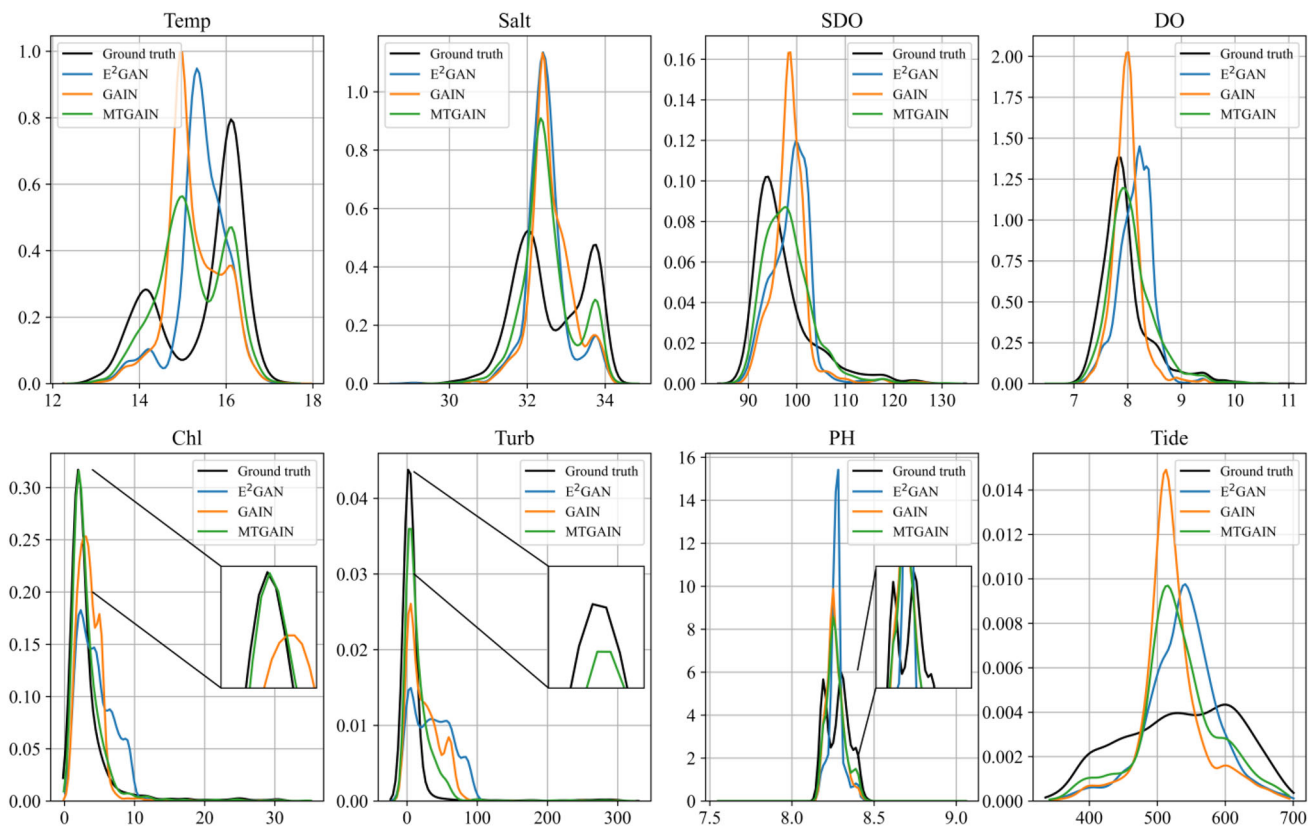 Temp
Ground truth
E²GAN
GAIN
MTGAIN
1.0
0.8
0.6
0.4
0.2
0.0
12 14 16 18
Salt
Ground truth
E²GAN
GAIN
MTGAIN
1.0
0.8
0.6
0.4
0.2
0.0
30 32 34
SDO
Ground truth
E²GAN
GAIN
MTGAIN
0.16
0.14
0.12
0.10
0.08
0.06
0.04
0.02
0.00
90 100 110 120 130
DO
Ground truth
E²GAN
GAIN
MTGAIN
2.00
1.75
1.50
1.25
1.00
0.75
0.50
0.25
0.00
7 8 9 10 11
Chl
Ground truth
E²GAN
GAIN
MTGAIN
0.30
0.25
0.20
0.15
0.10
0.05
0.00
0 10 20 30
Turb
Ground truth
E²GAN
GAIN
MTGAIN
0.04
0.03
0.02
0.01
0.00
0 100 200 300
PH
Ground truth
E²GAN
GAIN
MTGAIN
16
14
12
10
8
6
4
2
0
7.5 8.0 8.5 9.0
Tide
Ground truth
E²GAN
GAIN
MTGAIN
0.014
0.012
0.010
0.008
0.006
0.004
0.002
0.000
400 500 600 700